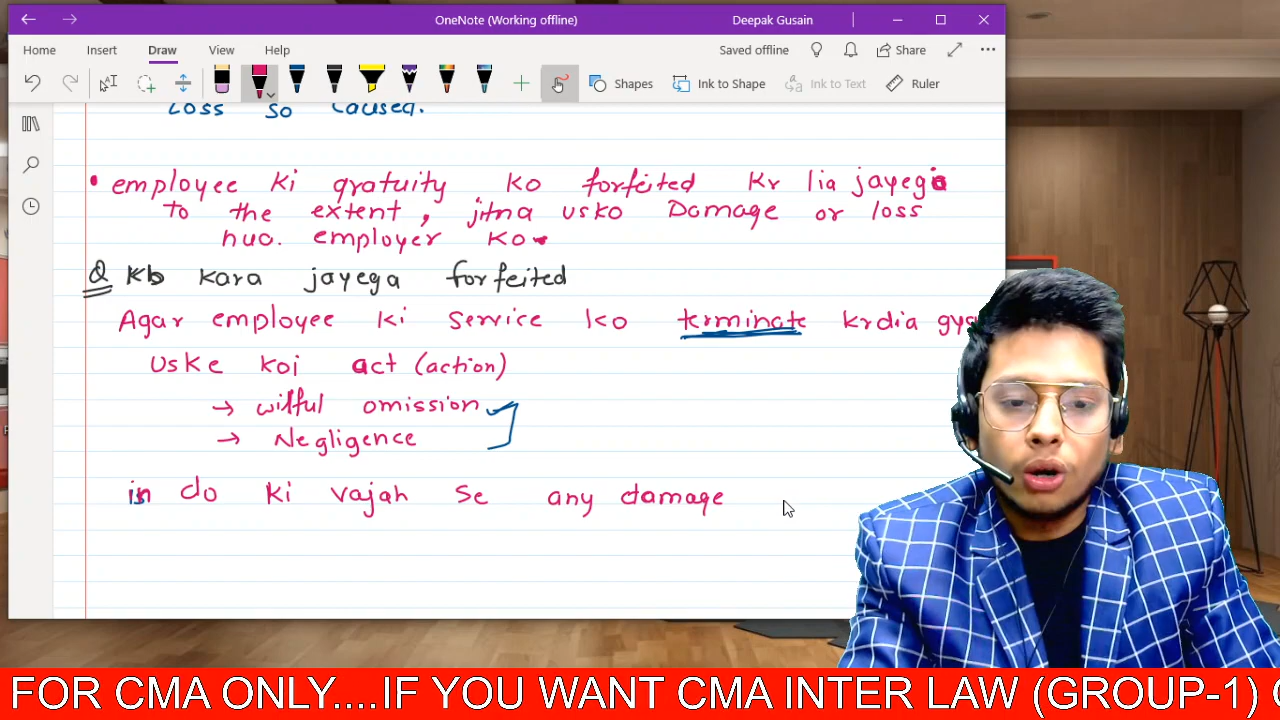 OneNote (Working offline)
Deepak Gusain
Home Insert Draw View Help
Saved offline
Share
Shapes
Ink to Shape
Ink to Text
Ruler
Loss so caused.
• employee ki gratuity ko forfeited kr lia jayega
to the extent, jitna usko Damage or loss
hua. employer ko
Q Kb kara jayega forfeited
Agar employee ki service ko terminate krdia gya
Uske koi act (action)
→ wilful omission
→ Negligence
in do ki vajah se any damage
FOR CMA ONLY....IF YOU WANT CMA INTER LAW (GROUP-1)